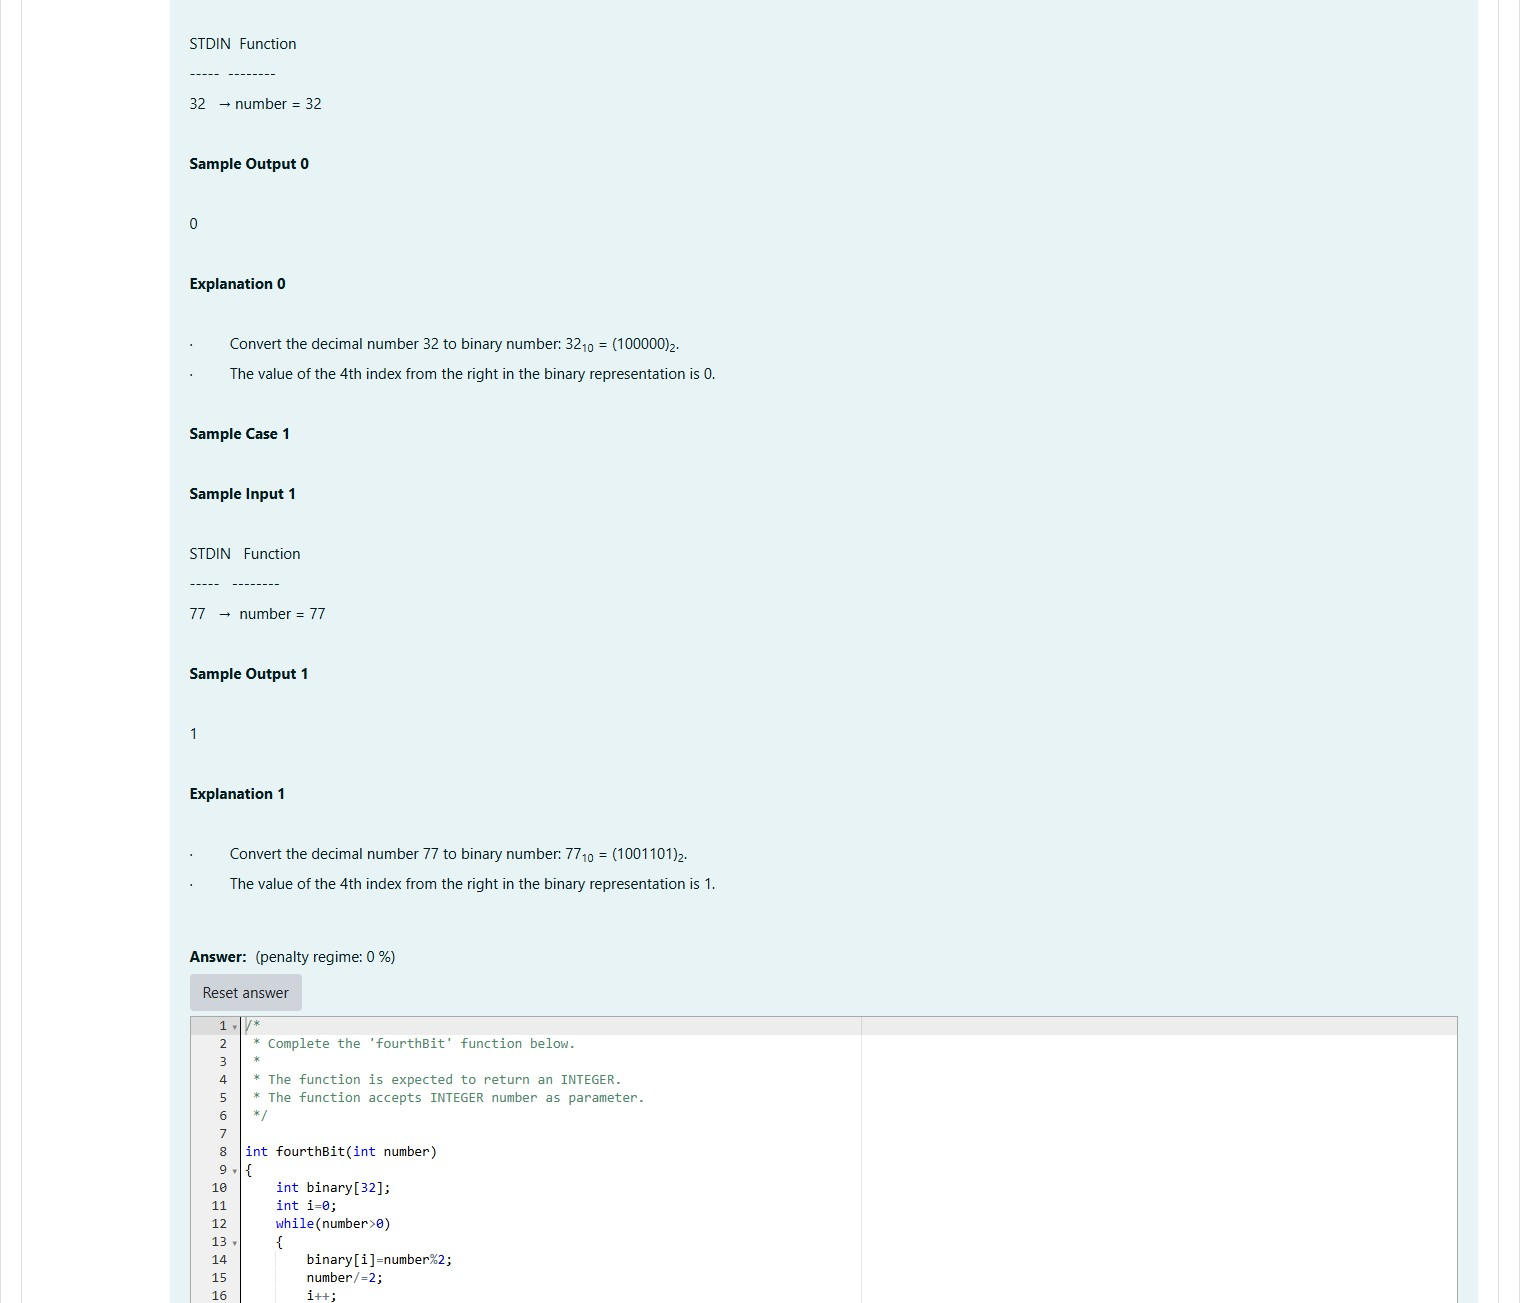 STDIN Function
----- --------
32 → number = 32
Sample Output 0
0
Explanation 0
· Convert the decimal number 32 to binary number: 32₁₀ = (100000)₂.
· The value of the 4th index from the right in the binary representation is 0.
Sample Case 1
Sample Input 1
STDIN Function
----- --------
77 → number = 77
Sample Output 1
1
Explanation 1
· Convert the decimal number 77 to binary number: 77₁₀ = (1001101)₂.
· The value of the 4th index from the right in the binary representation is 1.
Answer: (penalty regime: 0 %)
Reset answer
1 /*
2 * Complete the 'fourthBit' function below.
3 *
4 * The function is expected to return an INTEGER.
5 * The function accepts INTEGER number as parameter.
6 */
7
8 int fourthBit(int number)
9 {
10 int binary[32];
11 int i=0;
12 while(number>0)
13 {
14 binary[i]=number%2;
15 number/=2;
16 i++;